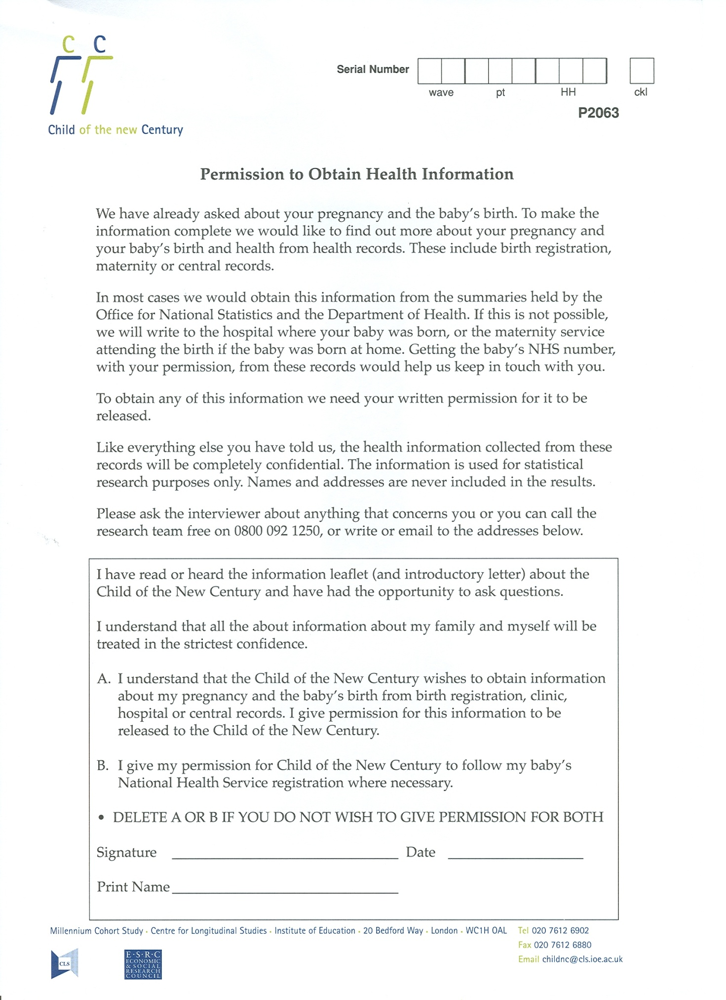 C C
Child of the new Century
Serial Number
wave pt HH ckl
P2063
Permission to Obtain Health Information
We have already asked about your pregnancy and the baby's birth. To make the
information complete we would like to find out more about your pregnancy and
your baby's birth and health from health records. These include birth registration,
maternity or central records.
In most cases we would obtain this information from the summaries held by the
Office for National Statistics and the Department of Health. If this is not possible,
we will write to the hospital where your baby was born, or the maternity service
attending the birth if the baby was born at home. Getting the baby's NHS number,
with your permission, from these records would help us keep in touch with you.
To obtain any of this information we need your written permission for it to be
released.
Like everything else you have told us, the health information collected from these
records will be completely confidential. The information is used for statistical
research purposes only. Names and addresses are never included in the results.
Please ask the interviewer about anything that concerns you or you can call the
research team free on 0800 092 1250, or write or email to the addresses below.
I have read or heard the information leaflet (and introductory letter) about the
Child of the New Century and have had the opportunity to ask questions.
I understand that all the about information about my family and myself will be
treated in the strictest confidence.
A. I understand that the Child of the New Century wishes to obtain information
about my pregnancy and the baby's birth from birth registration, clinic,
hospital or central records. I give permission for this information to be
released to the Child of the New Century.
B. I give my permission for Child of the New Century to follow my baby's
National Health Service registration where necessary.
• DELETE A OR B IF YOU DO NOT WISH TO GIVE PERMISSION FOR BOTH
Signature Date
Print Name
Millennium Cohort Study · Centre for Longitudinal Studies · Institute of Education · 20 Bedford Way · London · WC1H OAL Tel 020 7612 6902
Fax 020 7612 6880
Email childnc@cls.ioe.ac.uk
CLS
E·S·R·C
ECONOMIC
& SOCIAL
RESEARCH
COUNCIL